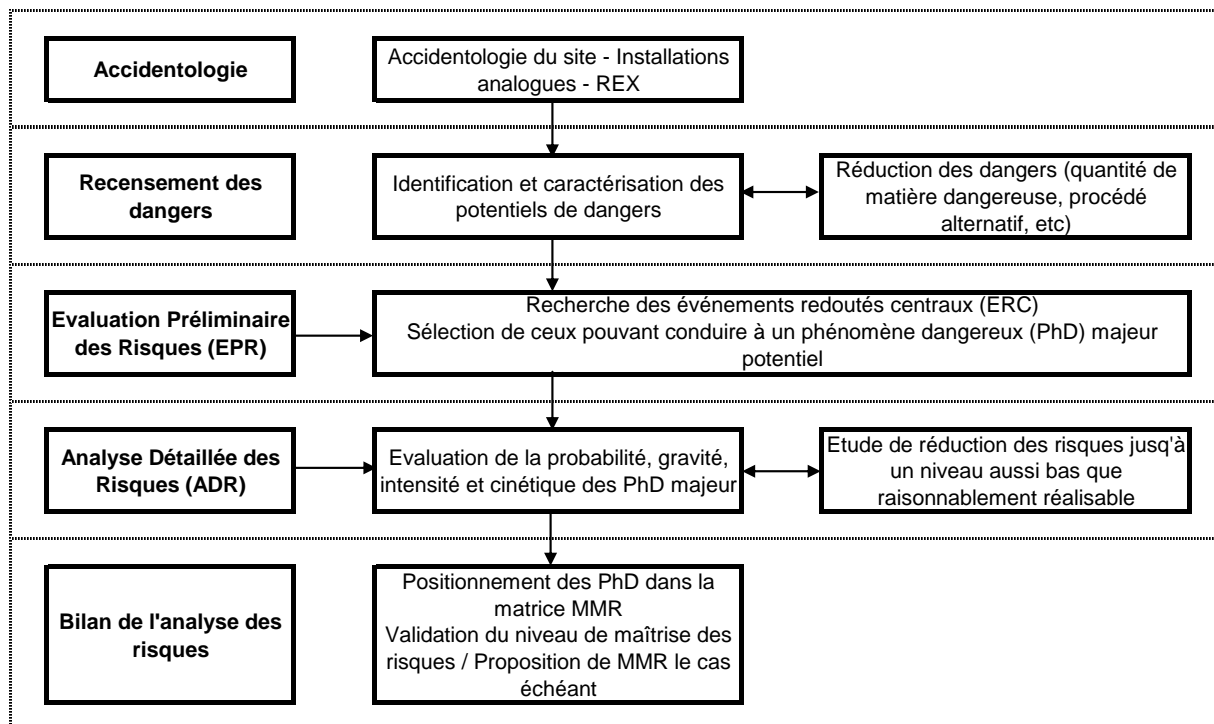 Accidentologie
Accidentologie du site - Installations
analogues - REX
Recensement des
dangers
Identification et caractérisation des
potentiels de dangers
Réduction des dangers (quantité de
matière dangereuse, procédé
alternatif, etc)
Evaluation Préliminaire
des Risques (EPR)
Recherche des événements redoutés centraux (ERC)
Sélection de ceux pouvant conduire à un phénomène dangereux (PhD) majeur
potentiel
Analyse Détaillée des
Risques (ADR)
Evaluation de la probabilité, gravité,
intensité et cinétique des PhD majeur
Etude de réduction des risques jusqu'à
un niveau aussi bas que
raisonnablement réalisable
Bilan de l'analyse des
risques
Positionnement des PhD dans la
matrice MMR
Validation du niveau de maîtrise des
risques / Proposition de MMR le cas
échéant